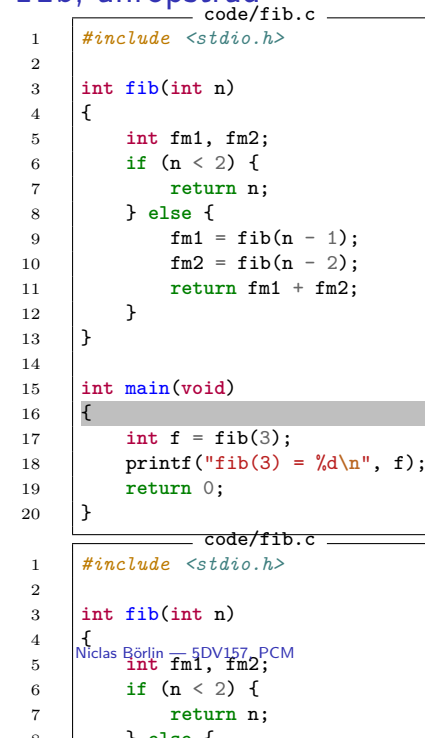 code/fib.c
1 #include <stdio.h>
2
3 int fib(int n)
4 {
5     int fm1, fm2;
6     if (n < 2) {
7         return n;
8     } else {
9         fm1 = fib(n - 1);
10         fm2 = fib(n - 2);
11         return fm1 + fm2;
12     }
13 }
14
15 int main(void)
16 {
17     int f = fib(3);
18     printf("fib(3) = %d\n", f);
19     return 0;
20 }
code/fib.c
1 #include <stdio.h>
2
3 int fib(int n)
4 {
Niclas Börlin — 5DV157, PCM
5     int fm1, fm2;
6     if (n < 2) {
7         return n;
8     } else {